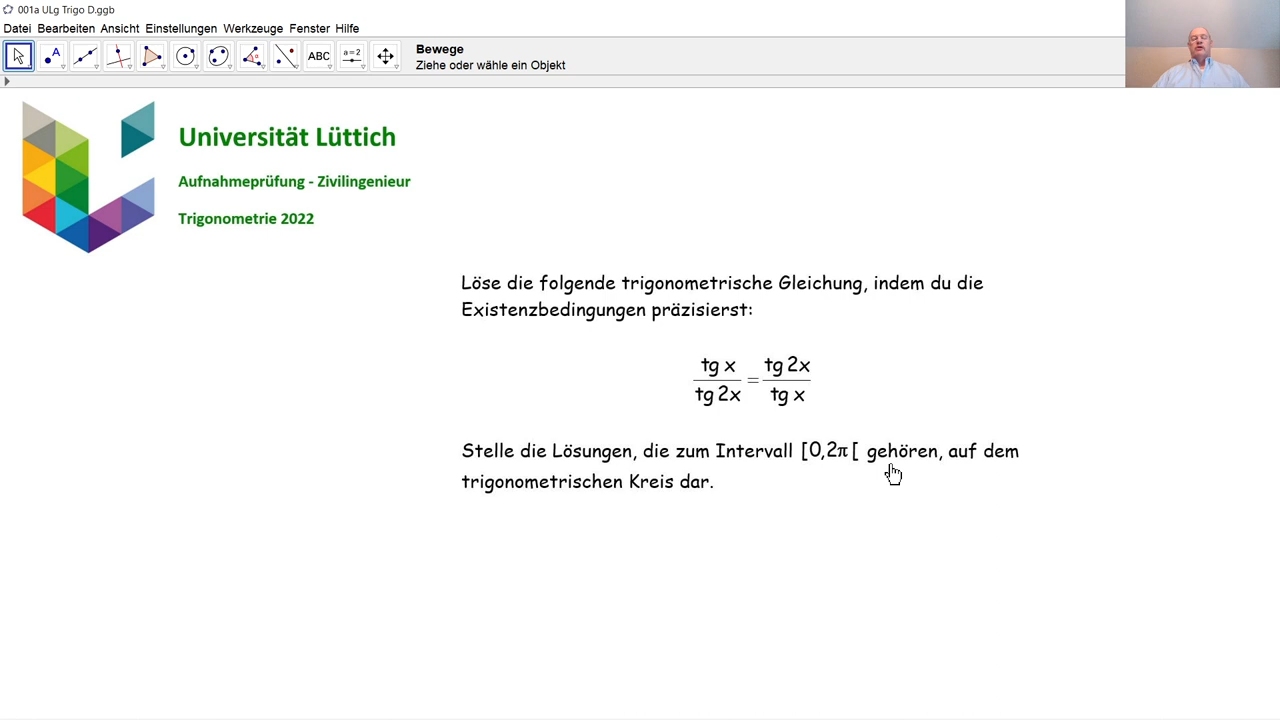 001a ULg Trigo D.ggb
Datei Bearbeiten Ansicht Einstellungen Werkzeuge Fenster Hilfe
A ABC a=2
Bewege
Ziehe oder wähle ein Objekt
Universität Lüttich
Aufnahmeprüfung - Zivilingenieur
Trigonometrie 2022
Löse die folgende trigonometrische Gleichung, indem du die
Existenzbedingungen präzisierst:
tg x / tg 2x = tg 2x / tg x
Stelle die Lösungen, die zum Intervall [0,2π[ gehören, auf dem
trigonometrischen Kreis dar.